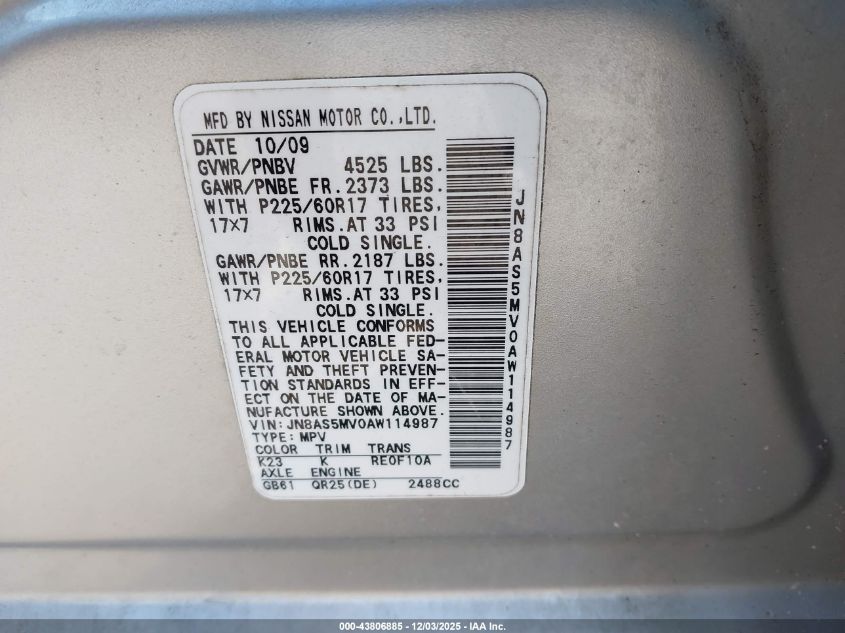 MFD BY NISSAN MOTOR CO.,LTD.
DATE 10/09
GVWR/PNBV 4525 LBS.
GAWR/PNBE FR.2373 LBS.
WITH P225/60R17 TIRES,
17×7 RIMS.AT 33 PSI
COLD SINGLE.
GAWR/PNBE RR.2187 LBS.
WITH P225/60R17 TIRES,
17×7 RIMS.AT 33 PSI
COLD SINGLE.
THIS VEHICLE CONFORMS
TO ALL APPLICABLE FED-
ERAL MOTOR VEHICLE SA-
FETY AND THEFT PREVEN-
TION STANDARDS IN EFF-
ECT ON THE DATE OF MA-
NUFACTURE SHOWN ABOVE.
VIN:JN8AS5MV0AW114987
TYPE:MPV
COLOR TRIM TRANS
K23 K RE0F10A
AXLE ENGINE
GB61 QR25(DE) 2488CC
JN8AS5MV0AW114987
000-43806885 - 12/03/2025 - IAA Inc.